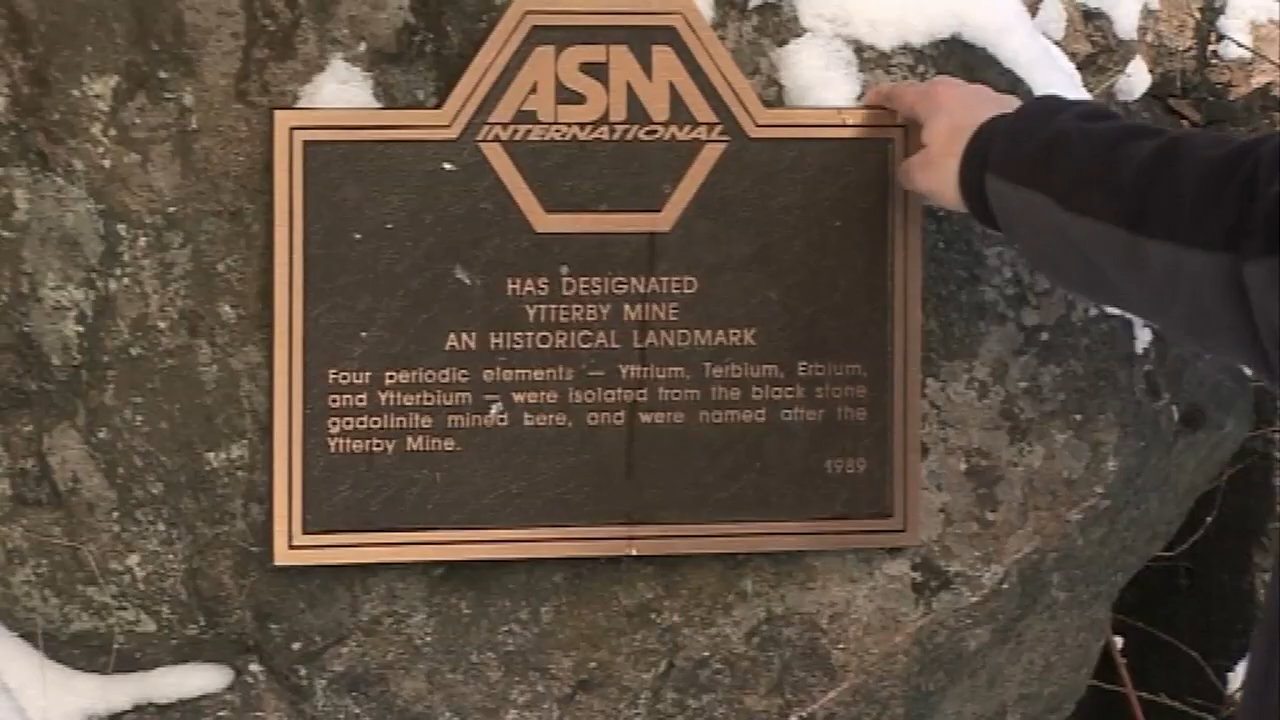 ASM
INTERNATIONAL
HAS DESIGNATED
YTTERBY MINE
AN HISTORICAL LANDMARK
Four periodic elements — Yttrium, Terbium, Erbium,
and Ytterbium — were isolated from the black stone
gadolinite mined here, and were named after the
Ytterby Mine.
1989